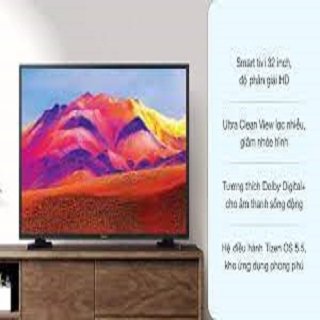 Smart tivi 32 inch,
độ phân giải HD
Ultra Clean View lọc nhiễu,
giảm nhòe hình
Tương thích Dolby Digital+
cho âm thanh sống động
Hệ điều hành Tizen OS 5.5,
kho ứng dụng phong phú